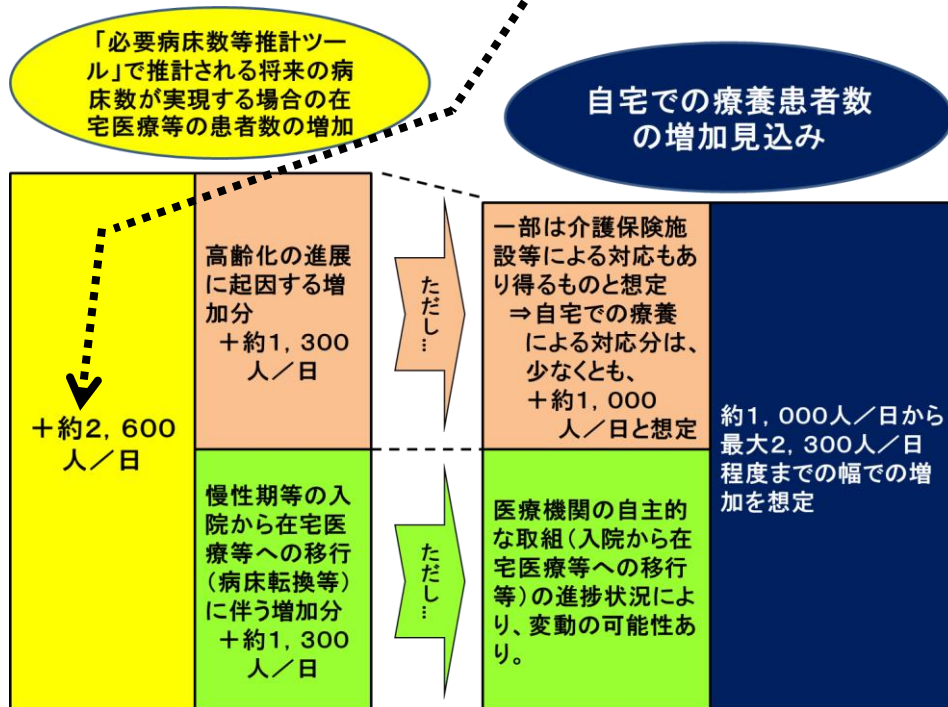 「必要病床数等推計ツー
ル」で推計される将来の病
床数が実現する場合の在
宅医療等の患者数の増加
自宅での療養患者数
の増加見込み
+約2,600
人/日
高齢化の進展
に起因する増
加分
+約1,300
人/日
慢性期等の入
院から在宅医
療等への移行
(病床転換等)
に伴う増加分
+約1,300
人/日
ただし…
ただし…
一部は介護保険施
設等による対応もあ
り得るものと想定
⇒自宅での療養
による対応分は、
少なくとも、
+約1,000
人/日と想定
医療機関の自主的
な取組(入院から在
宅医療等への移行
等)の進捗状況によ
り、変動の可能性あ
り。
約1,000人/日から
最大2,300人/日
程度までの幅での増
加を想定